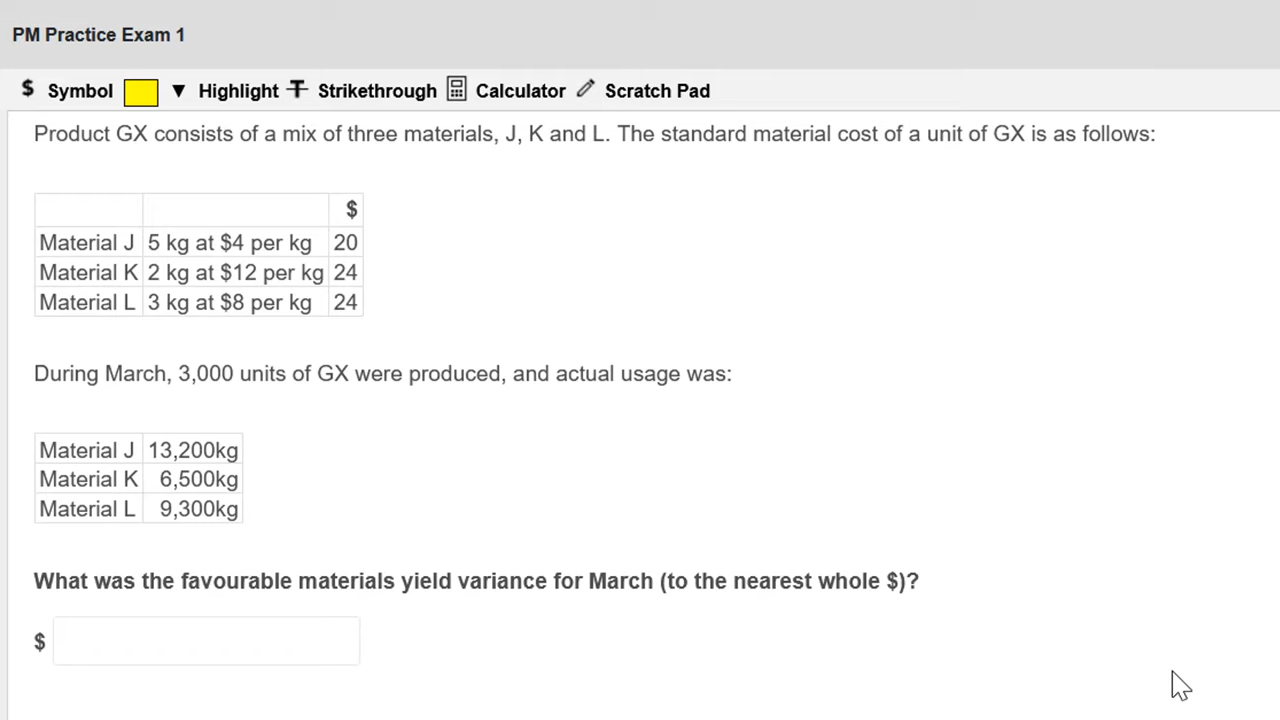 PM Practice Exam 1
$ Symbol ▼ Highlight T Strikethrough Calculator Scratch Pad
Product GX consists of a mix of three materials, J, K and L. The standard material cost of a unit of GX is as follows:
$
Material J 5 kg at $4 per kg 20
Material K 2 kg at $12 per kg 24
Material L 3 kg at $8 per kg 24
During March, 3,000 units of GX were produced, and actual usage was:
Material J 13,200kg
Material K 6,500kg
Material L 9,300kg
What was the favourable materials yield variance for March (to the nearest whole $)?
$